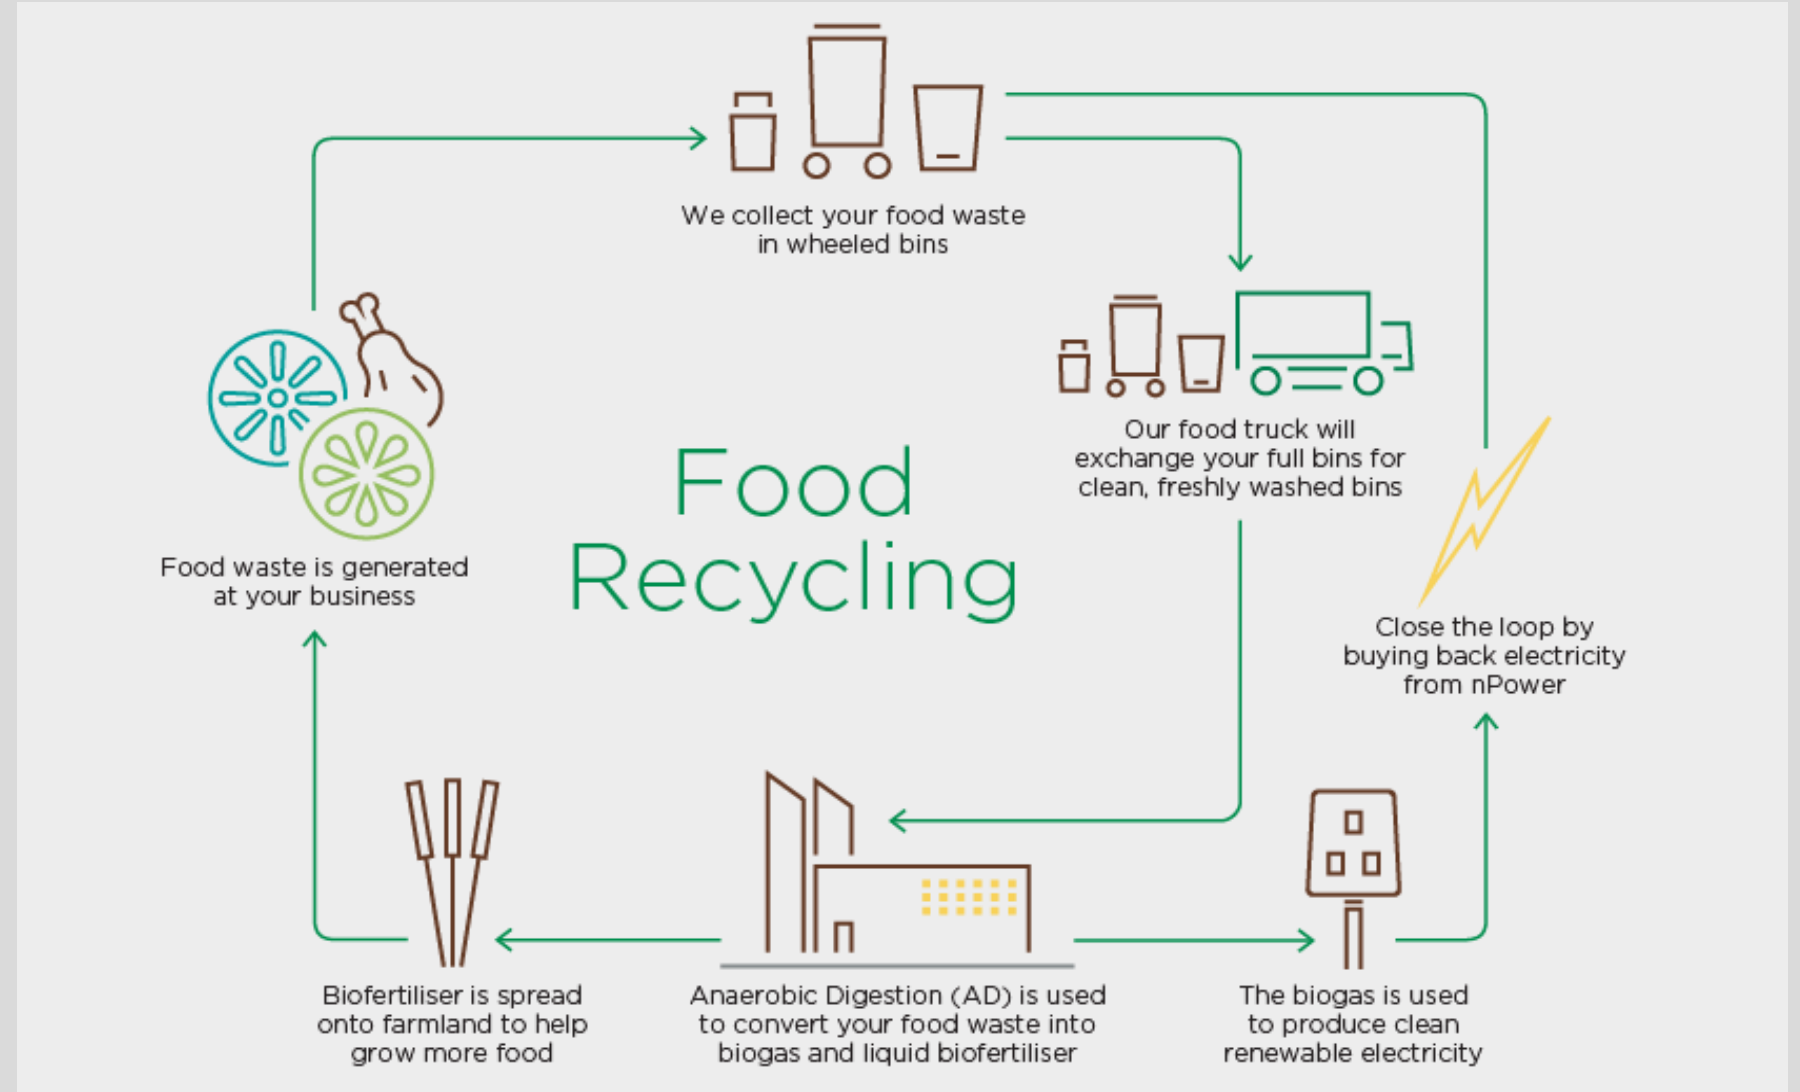 We collect your food waste
in wheeled bins
Our food truck will
exchange your full bins for
clean, freshly washed bins
Food
Recycling
Food waste is generated
at your business
Close the loop by
buying back electricity
from nPower
Biofertiliser is spread
onto farmland to help
grow more food
Anaerobic Digestion (AD) is used
to convert your food waste into
biogas and liquid biofertiliser
The biogas is used
to produce clean
renewable electricity